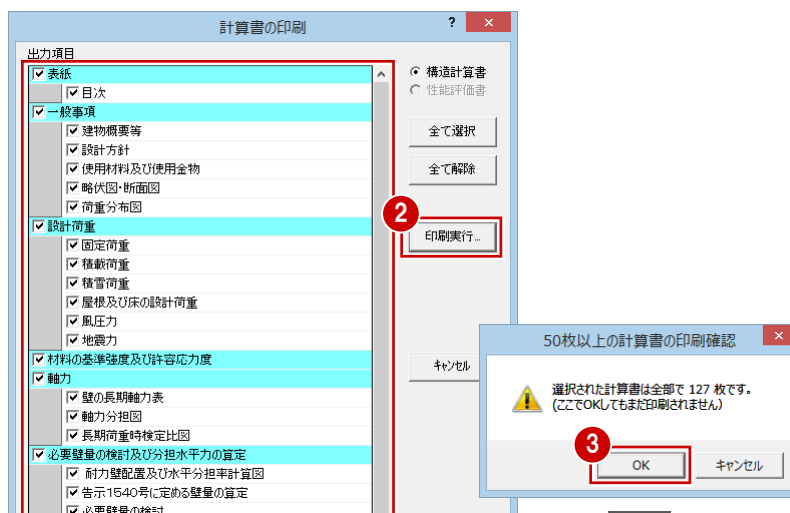 計算書の印刷
?
×
出力項目
表紙
目次
一般事項
建物概要等
設計方針
使用材料及び使用金物
略伏図・断面図
荷重分布図
設計荷重
固定荷重
積載荷重
積雪荷重
屋根及び床の設計荷重
風圧力
地震力
材料の基準強度及び許容応力度
軸力
壁の長期軸力表
軸力分担図
長期荷重時検定比図
必要壁量の検討及び分担水平力の算定
耐力壁配置及び水平分担率計算図
告示1540号に定める壁量の算定
必要壁量の検討
構造計算書
性能評価書
全て選択
全て解除
2
印刷実行...
キャンセル
50枚以上の計算書の印刷確認
×
選択された計算書は全部で 127 枚です。
(ここでOKしてもまだ印刷されません)
3
OK
キャンセル